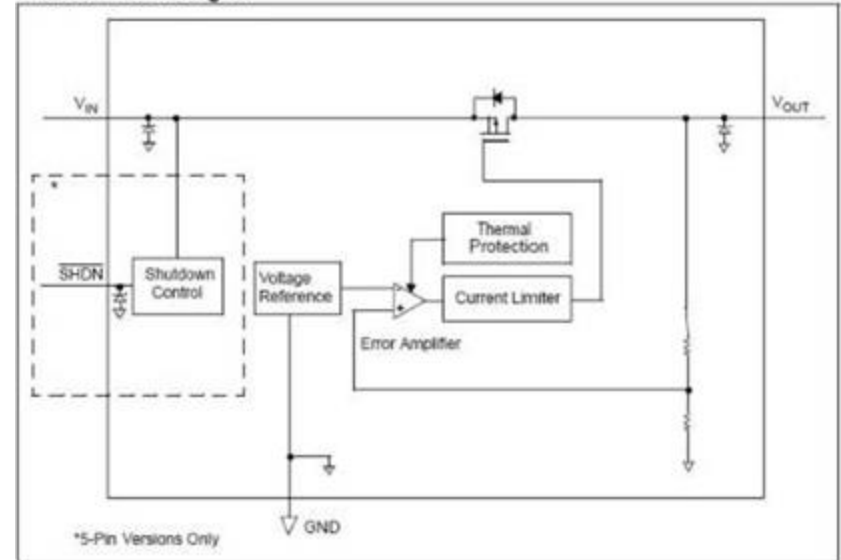 VIN
VOUT
*
Thermal
Protection
SHDN
Shutdown
Control
Voltage
Reference
Current Limiter
Error Amplifier
GND
*5-Pin Versions Only